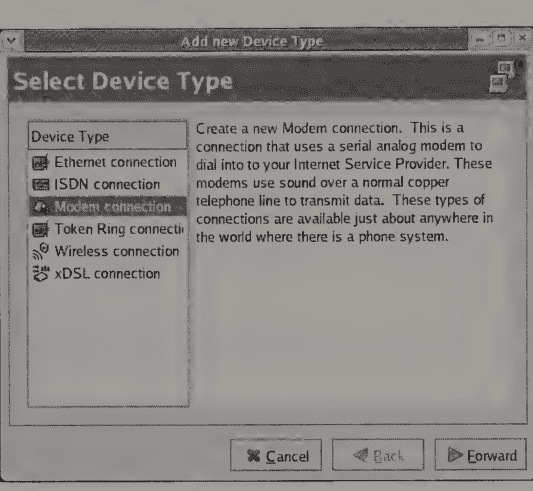 Add new Device Type
Select Device Type
Device Type
Ethernet connection
ISDN connection
Modem connection
Token Ring connecti
Wireless connection
xDSL connection
Create a new Modem connection. This is a
connection that uses a serial analog modem to
dial into to your Internet Service Provider. These
modems use sound over a normal copper
telephone line to transmit data. These types of
connections are available just about anywhere in
the world where there is a phone system.
Cancel
Back
Forward